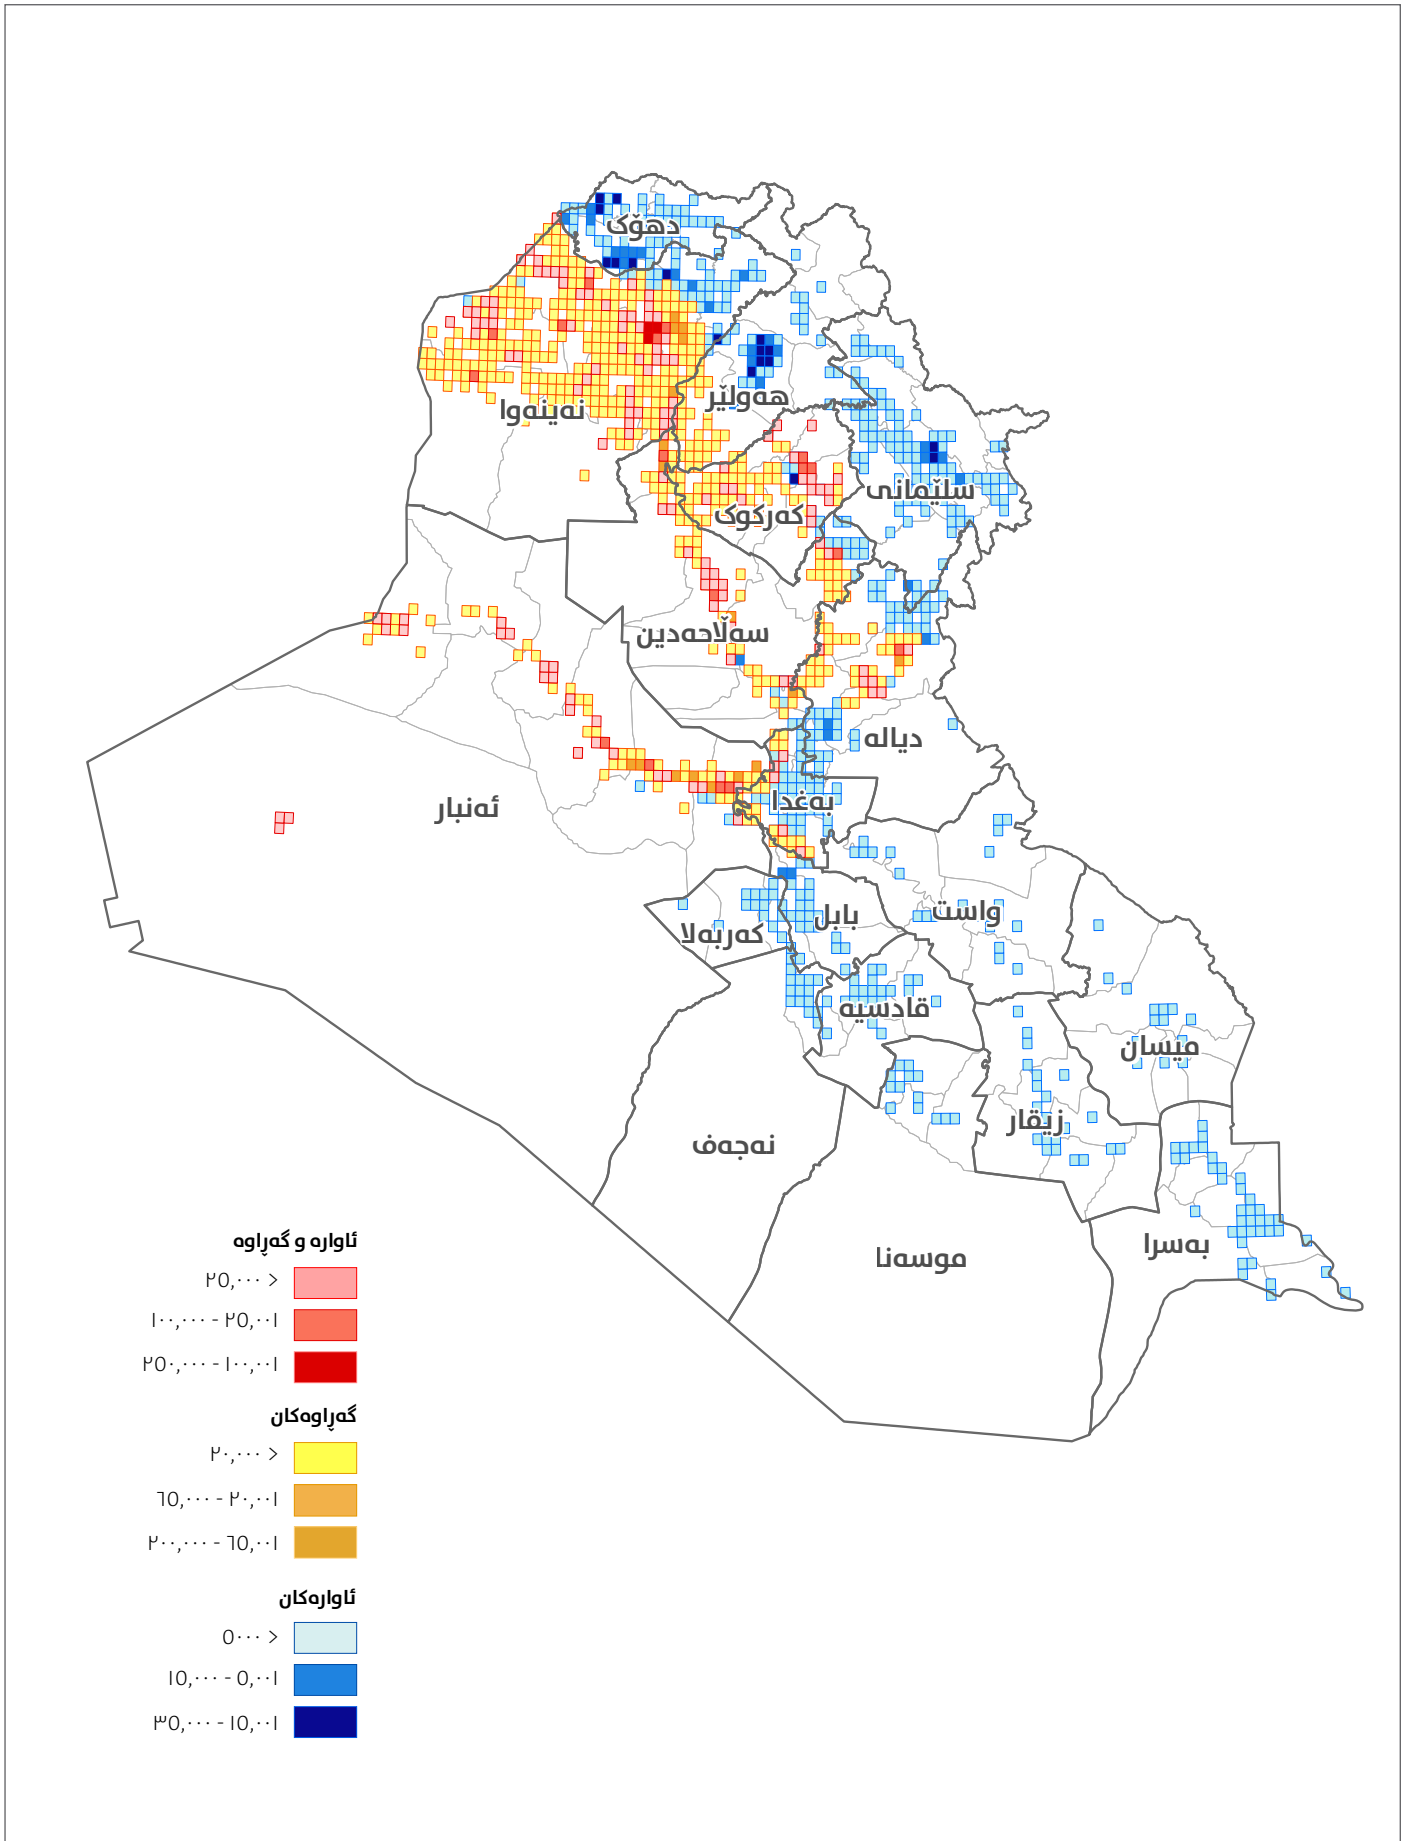 دهۆک
هەولێر
نەینەوا
سلێمانی
کەرکوک
سەڵاحەدین
دیالە
ئەنبار
بەغدا
واست
بابل
کەربەلا
قادسیە
میسان
زیقار
نەجەف
بەسرا
موسەنا
ئاوارە و گەڕاوە
< ٢٥,٠٠٠
٢٥,٠٠١ - ١٠٠,٠٠٠
١٠٠,٠٠١ - ٢٥٠,٠٠٠
گەڕاوەکان
< ٢٠,٠٠٠
٢٠,٠٠١ - ٦٥,٠٠٠
٦٥,٠٠١ - ٢٠٠,٠٠٠
ئاوارەکان
< ٥٠٠٠
٥,٠٠١ - ١٥,٠٠٠
١٥,٠٠١ - ٣٥,٠٠٠